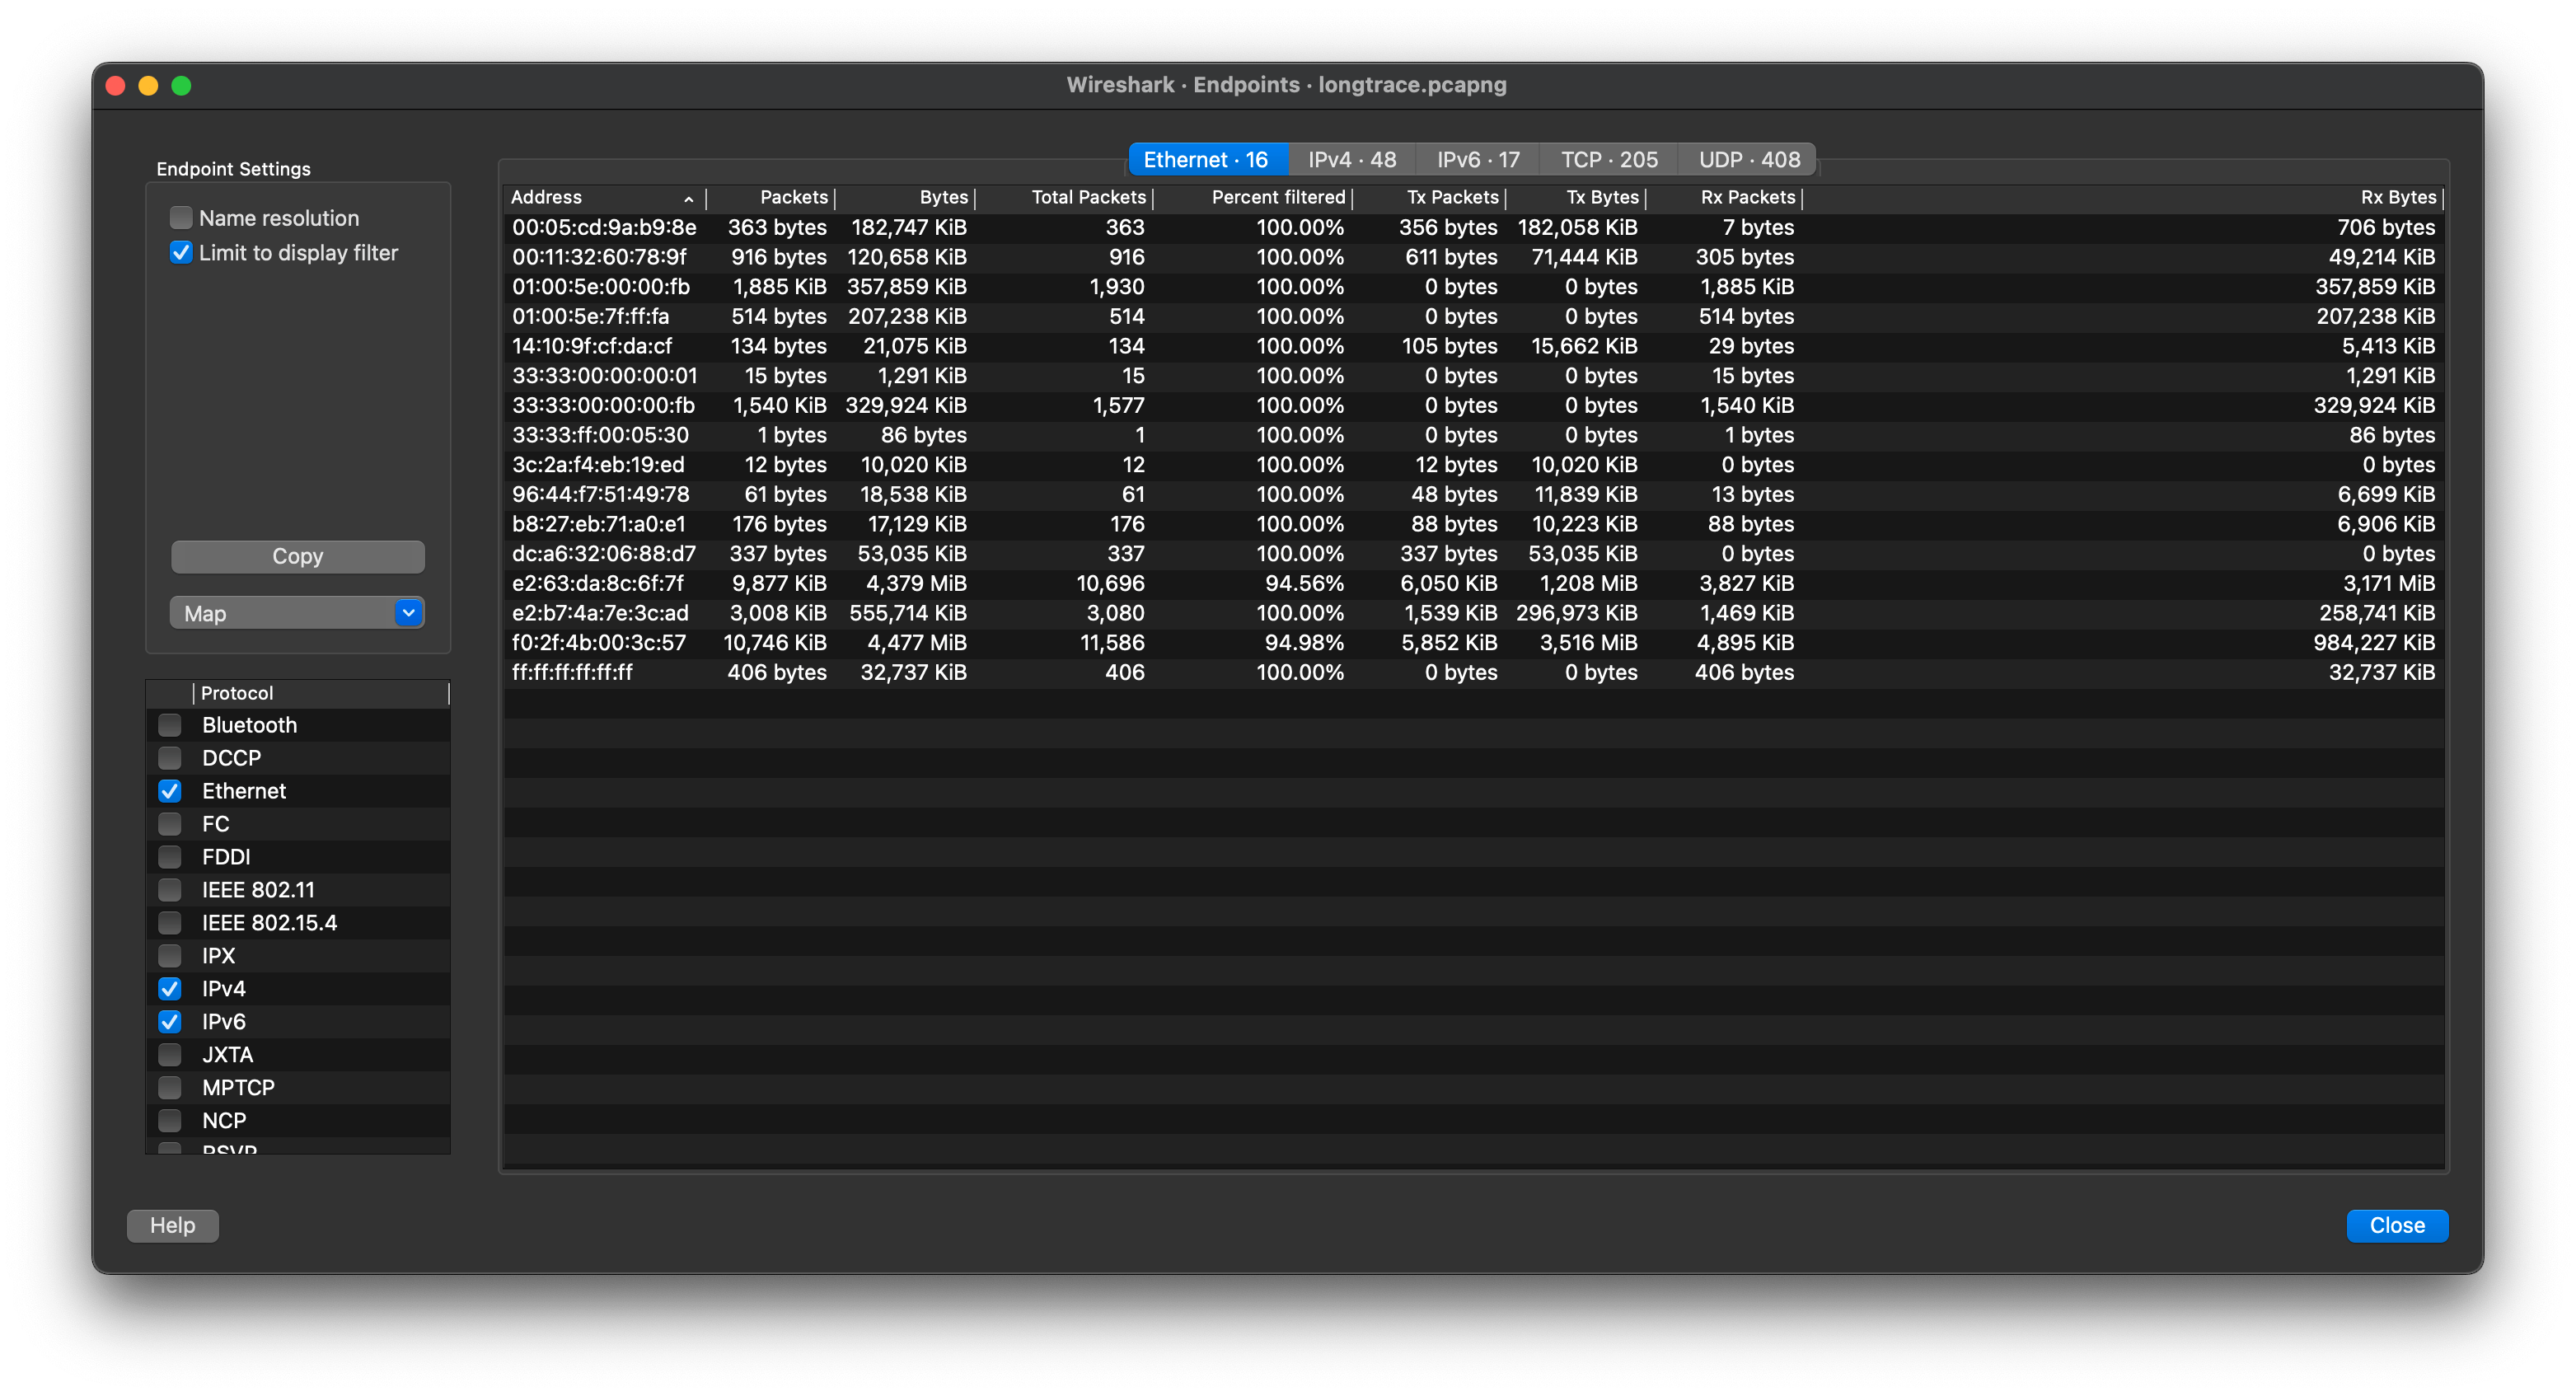 Wireshark · Endpoints · longtrace.pcapng
Endpoint Settings
Name resolution
Limit to display filter
Copy
Map
Protocol
Bluetooth
DCCP
Ethernet
FC
FDDI
IEEE 802.11
IEEE 802.15.4
IPX
IPv4
IPv6
JXTA
MPTCP
NCP
RSVP
Ethernet · 16 IPv4 · 48 IPv6 · 17 TCP · 205 UDP · 408
Address Packets Bytes Total Packets Percent filtered Tx Packets Tx Bytes Rx Packets Rx Bytes
00:05:cd:9a:b9:8e 363 bytes 182,747 KiB 363 100.00% 356 bytes 182,058 KiB 7 bytes 706 bytes
00:11:32:60:78:9f 916 bytes 120,658 KiB 916 100.00% 611 bytes 71,444 KiB 305 bytes 49,214 KiB
01:00:5e:00:00:fb 1,885 KiB 357,859 KiB 1,930 100.00% 0 bytes 0 bytes 1,885 KiB 357,859 KiB
01:00:5e:7f:ff:fa 514 bytes 207,238 KiB 514 100.00% 0 bytes 0 bytes 514 bytes 207,238 KiB
14:10:9f:cf:da:cf 134 bytes 21,075 KiB 134 100.00% 105 bytes 15,662 KiB 29 bytes 5,413 KiB
33:33:00:00:00:01 15 bytes 1,291 KiB 15 100.00% 0 bytes 0 bytes 15 bytes 1,291 KiB
33:33:00:00:00:fb 1,540 KiB 329,924 KiB 1,577 100.00% 0 bytes 0 bytes 1,540 KiB 329,924 KiB
33:33:ff:00:05:30 1 bytes 86 bytes 1 100.00% 0 bytes 0 bytes 1 bytes 86 bytes
3c:2a:f4:eb:19:ed 12 bytes 10,020 KiB 12 100.00% 12 bytes 10,020 KiB 0 bytes 0 bytes
96:44:f7:51:49:78 61 bytes 18,538 KiB 61 100.00% 48 bytes 11,839 KiB 13 bytes 6,699 KiB
b8:27:eb:71:a0:e1 176 bytes 17,129 KiB 176 100.00% 88 bytes 10,223 KiB 88 bytes 6,906 KiB
dc:a6:32:06:88:d7 337 bytes 53,035 KiB 337 100.00% 337 bytes 53,035 KiB 0 bytes 0 bytes
e2:63:da:8c:6f:7f 9,877 KiB 4,379 MiB 10,696 94.56% 6,050 KiB 1,208 MiB 3,827 KiB 3,171 MiB
e2:b7:4a:7e:3c:ad 3,008 KiB 555,714 KiB 3,080 100.00% 1,539 KiB 296,973 KiB 1,469 KiB 258,741 KiB
f0:2f:4b:00:3c:57 10,746 KiB 4,477 MiB 11,586 94.98% 5,852 KiB 3,516 MiB 4,895 KiB 984,227 KiB
ff:ff:ff:ff:ff:ff 406 bytes 32,737 KiB 406 100.00% 0 bytes 0 bytes 406 bytes 32,737 KiB
Help
Close